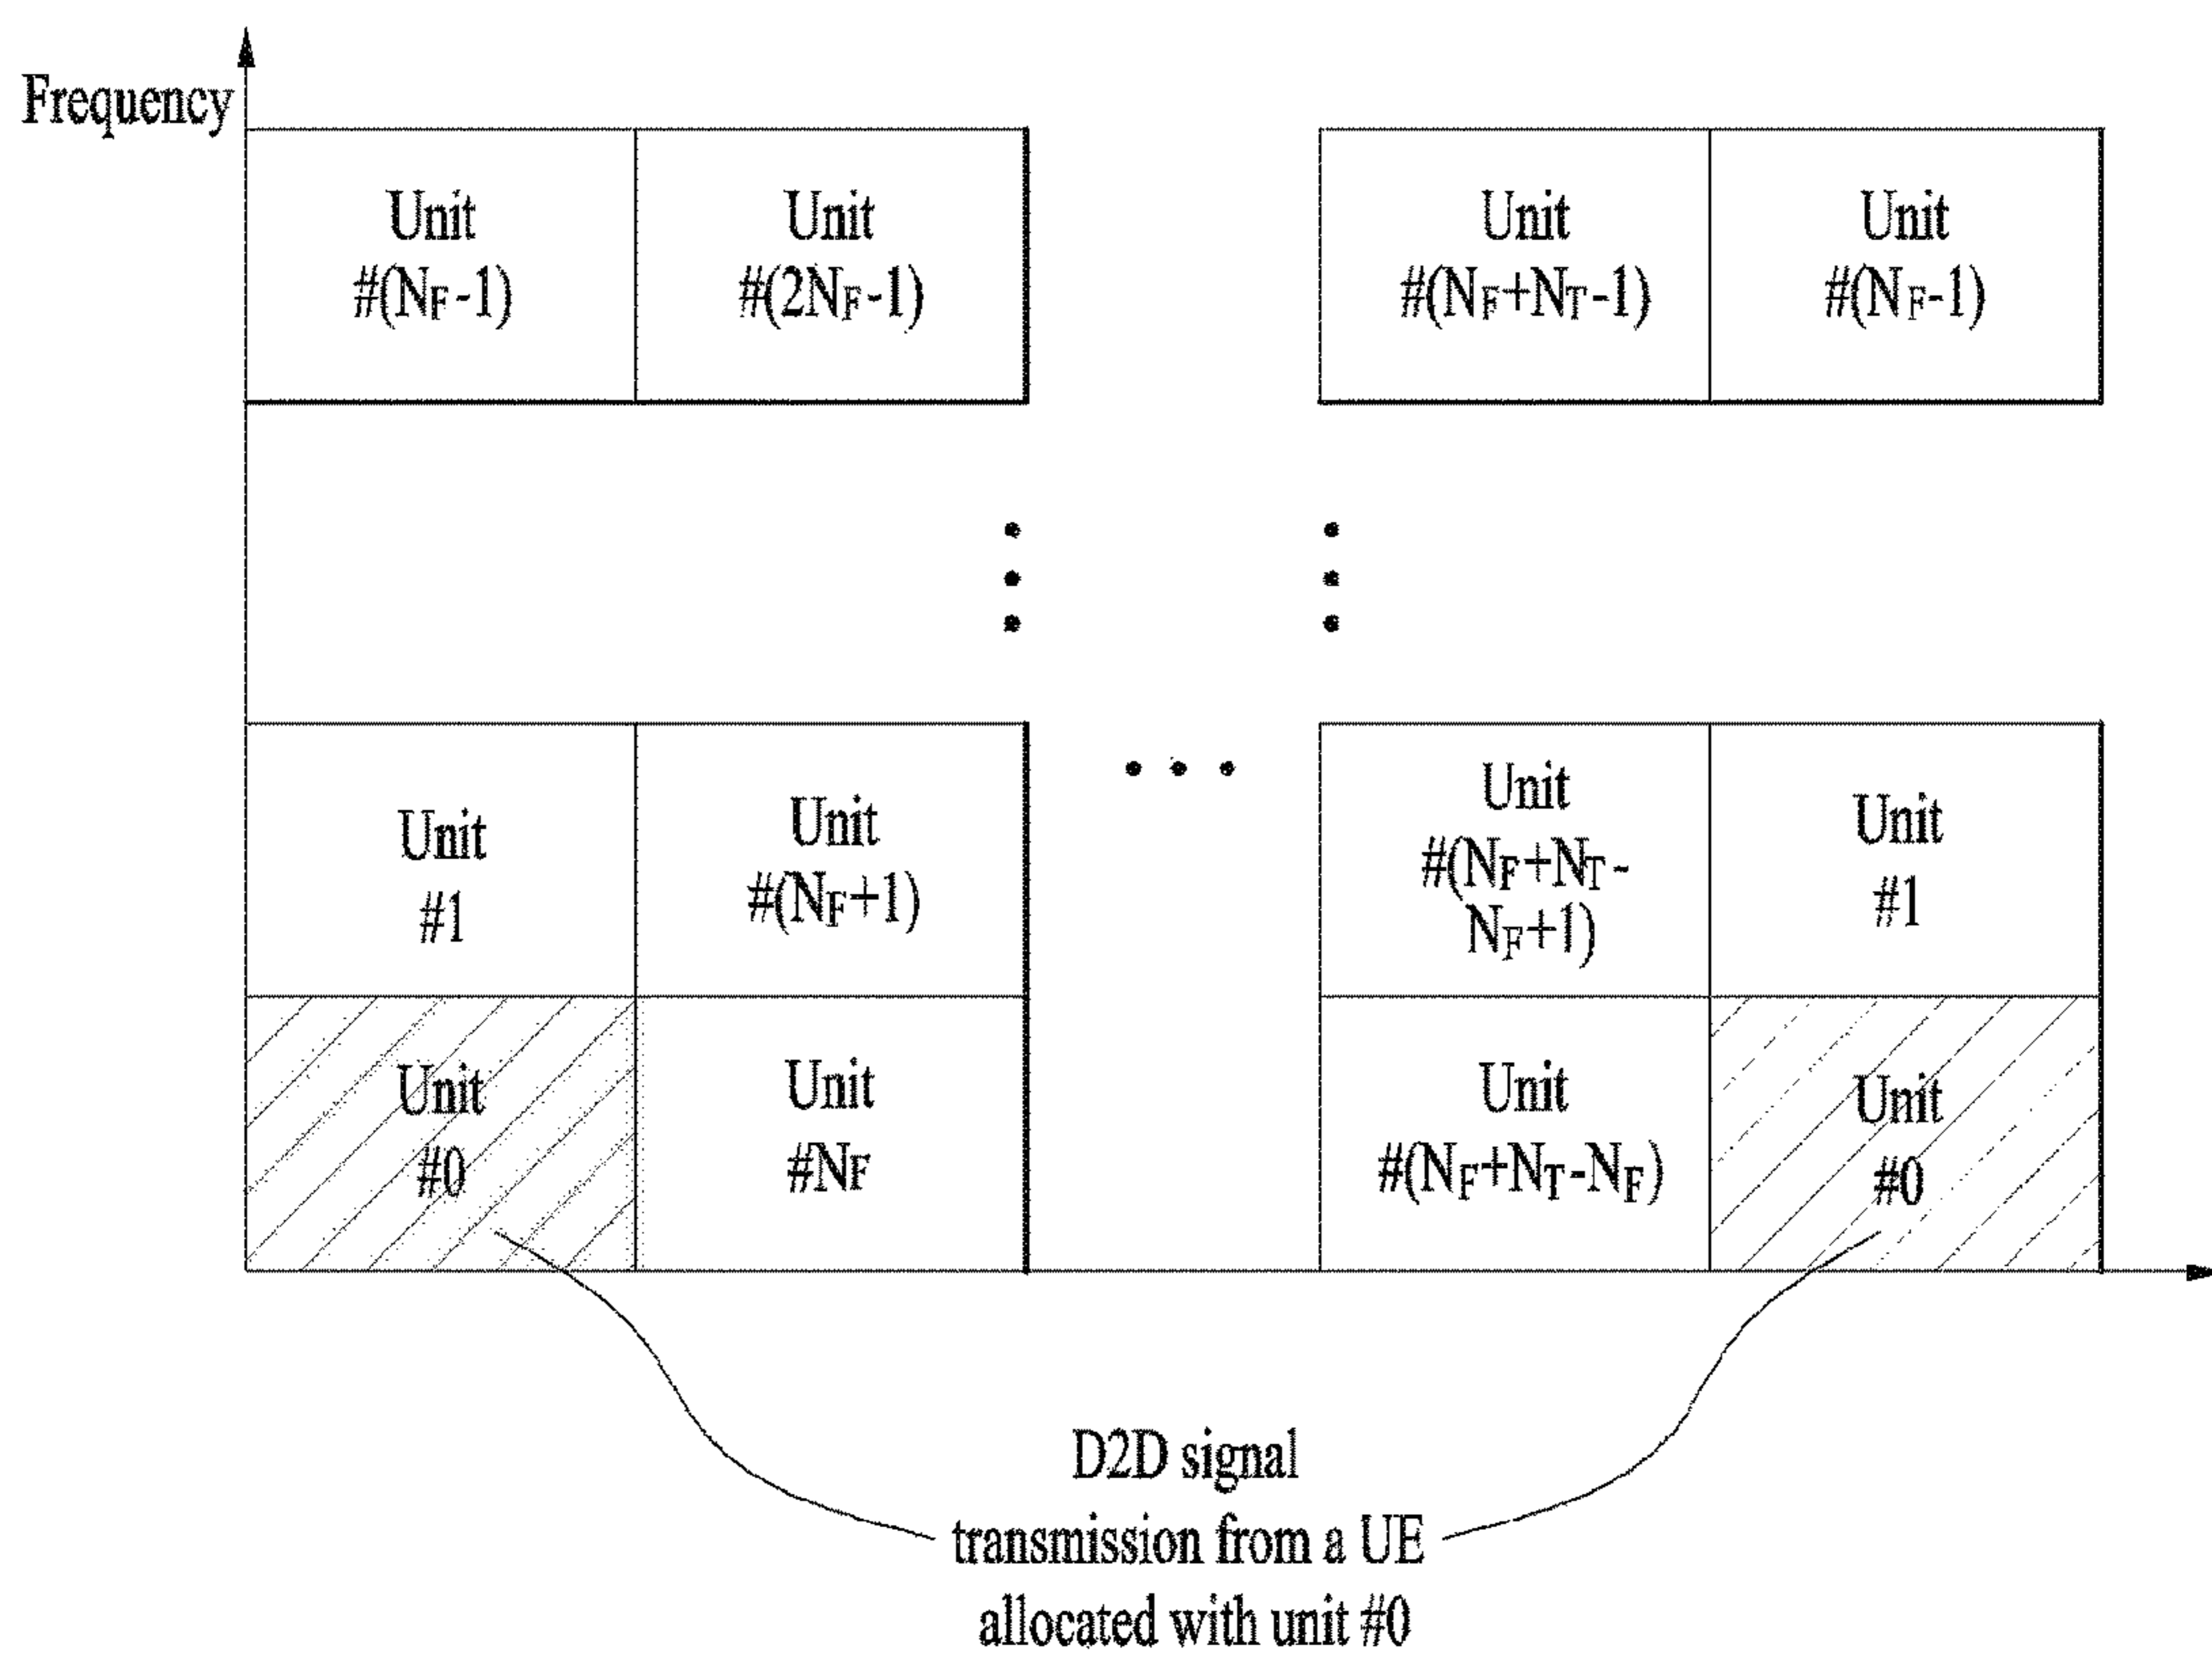 Frequency
Unit
#(NF-1)
Unit
#(2NF-1)
Unit
#(NF+NT-1)
Unit
#(NF-1)
Unit
#1
Unit
#(NF+1)
Unit
#(NF+NT-
NF+1)
Unit
#1
Unit
#0
Unit
#NF
Unit
#(NF+NT-NF)
Unit
#0
D2D signal
transmission from a UE
allocated with unit #0